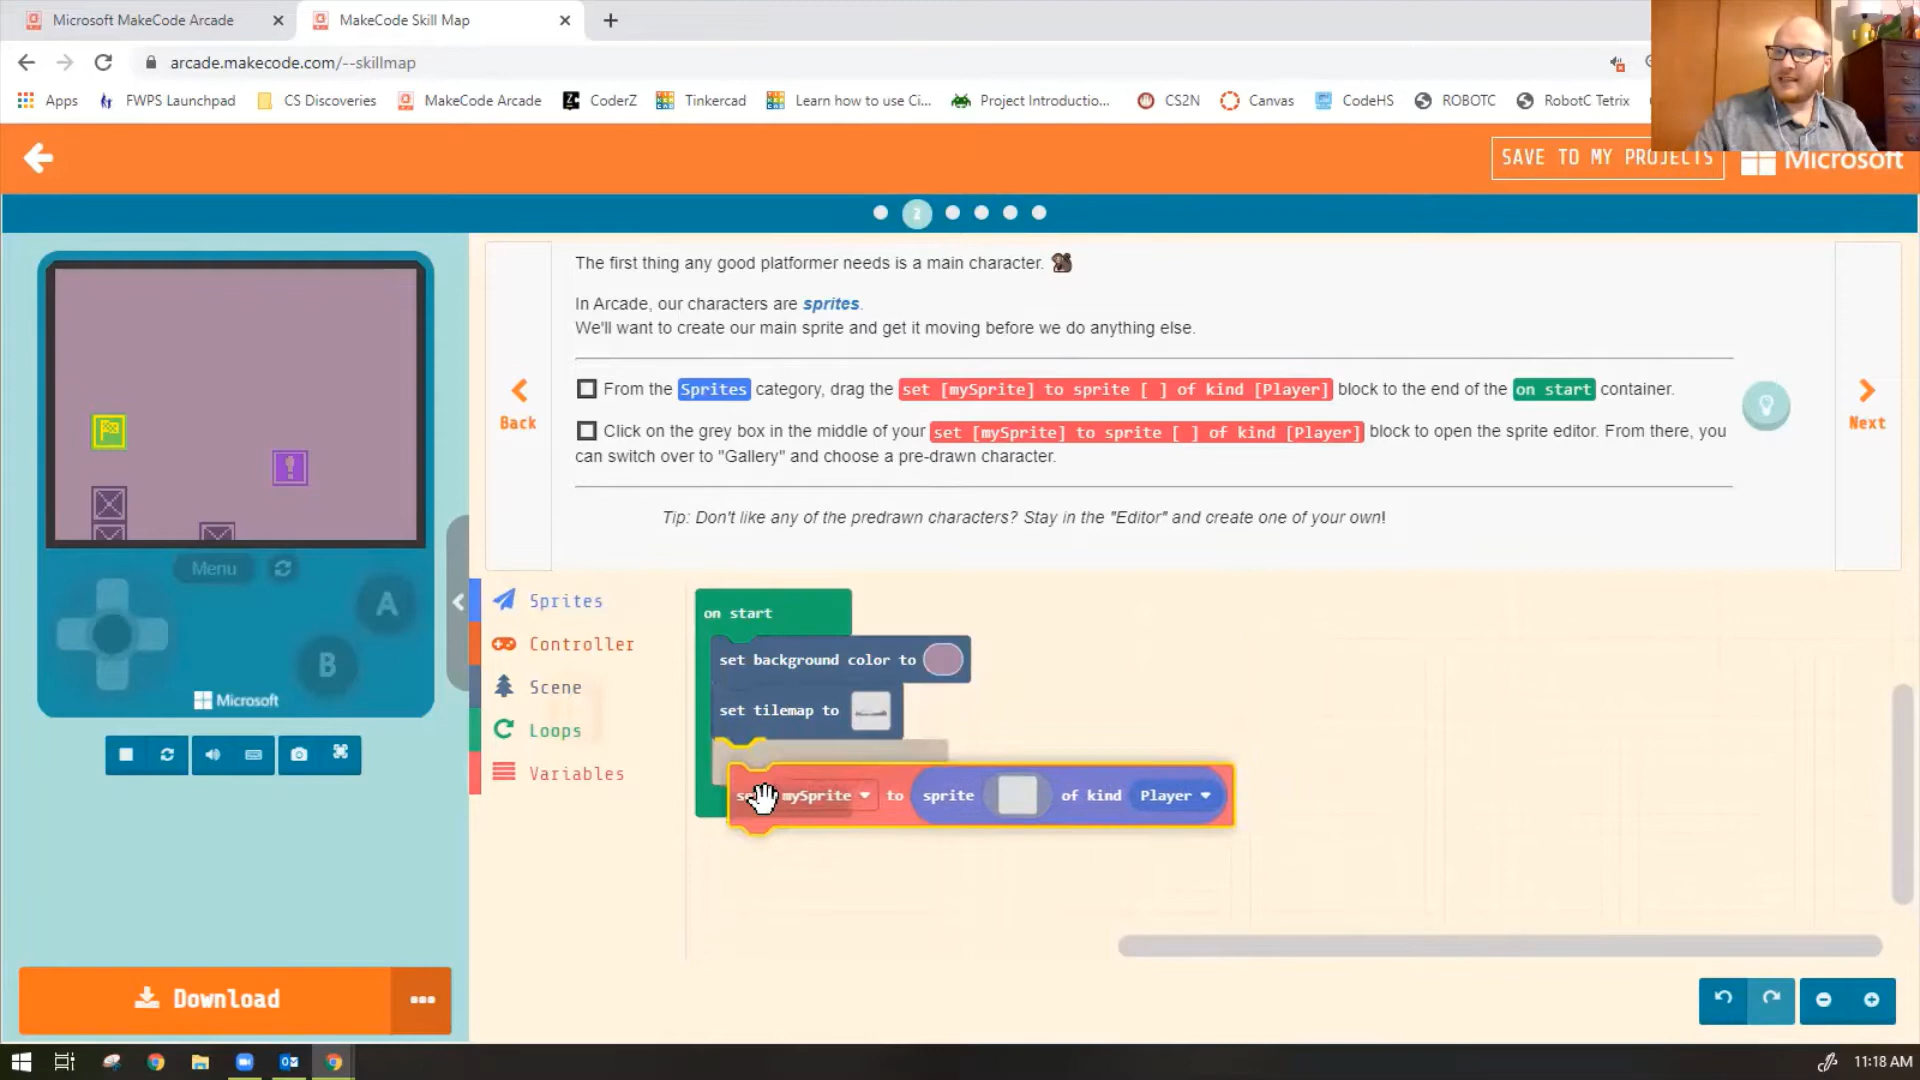 Microsoft MakeCode Arcade
MakeCode Skill Map
arcade.makecode.com/--skillmap
Apps
FWPS Launchpad
CS Discoveries
MakeCode Arcade
CoderZ
Tinkercad
Learn how to use Ci...
Project Introductio...
CS2N
Canvas
CodeHS
ROBOTC
RobotC Tetrix
SAVE TO MY PROJECTS
Microsoft
2
The first thing any good platformer needs is a main character.
In Arcade, our characters are sprites.
We'll want to create our main sprite and get it moving before we do anything else.
From the Sprites category, drag the set [mySprite] to sprite [ ] of kind [Player] block to the end of the on start container.
Click on the grey box in the middle of your set [mySprite] to sprite [ ] of kind [Player] block to open the sprite editor. From there, you
can switch over to "Gallery" and choose a pre-drawn character.
Tip: Don't like any of the predrawn characters? Stay in the "Editor" and create one of your own!
Back
Next
Menu
A
B
Microsoft
Sprites
Controller
Scene
Loops
Variables
on start
set background color to
set tilemap to
mySprite to sprite of kind Player
Download
11:18 AM